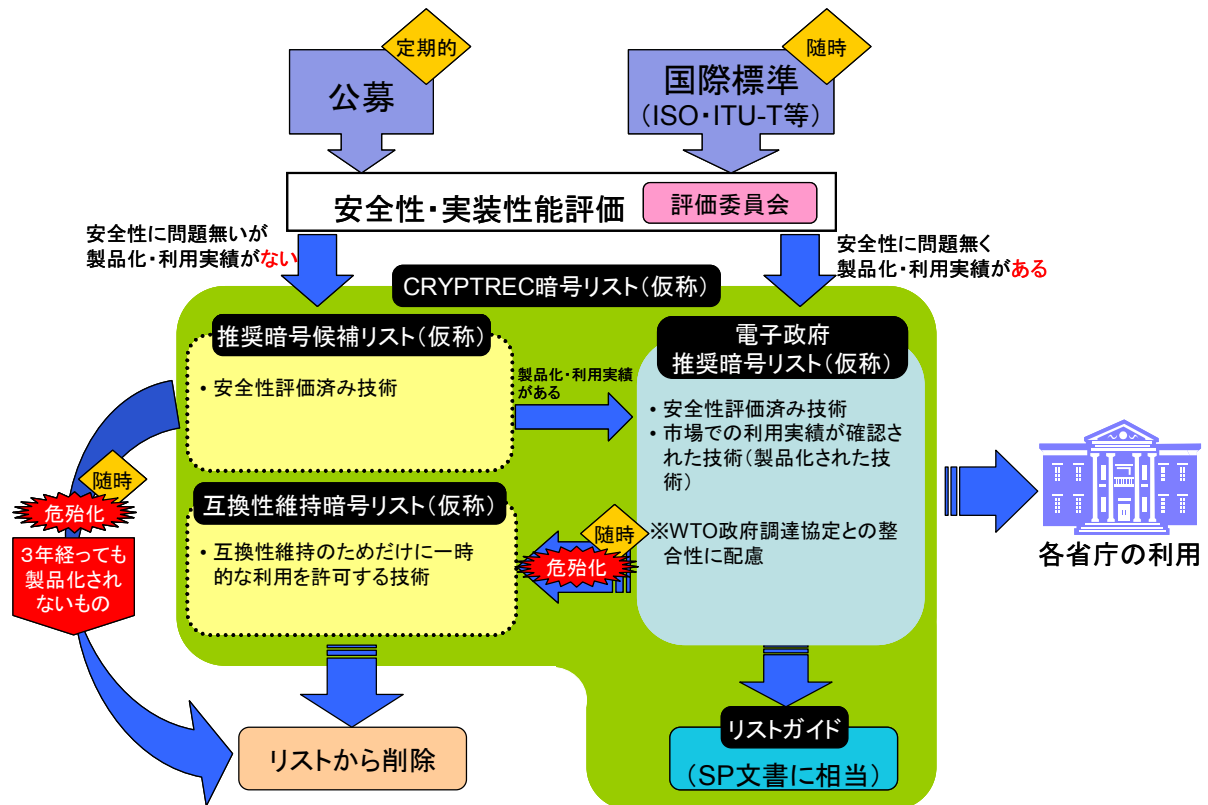 定期的
公募
随時
国際標準
(ISO・ITU-T等)
安全性・実装性能評価
評価委員会
安全性に問題無いが
製品化・利用実績がない
安全性に問題無く
製品化・利用実績がある
CRYPTREC暗号リスト(仮称)
推奨暗号候補リスト(仮称)
・安全性評価済み技術
製品化・利用実績
がある
電子政府
推奨暗号リスト(仮称)
・安全性評価済み技術
・市場での利用実績が確認さ
れた技術(製品化された技
術)
※WTO政府調達協定との整
合性に配慮
随時
危殆化
3年経っても
製品化され
ないもの
互換性維持暗号リスト(仮称)
・互換性維持のためだけに一時
的な利用を許可する技術
随時
危殆化
各省庁の利用
リストから削除
リストガイド
(SP文書に相当)